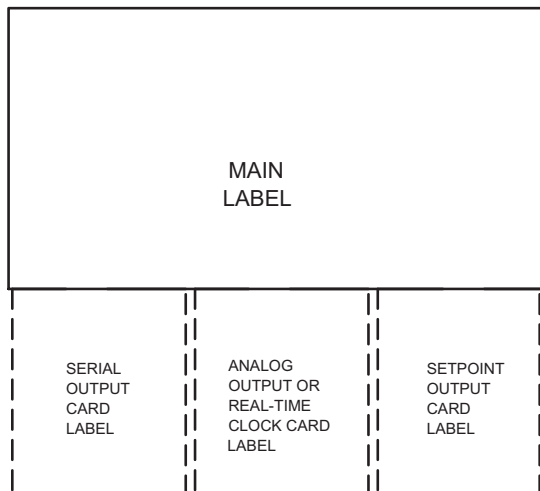 MAIN
LABEL
SERIAL
OUTPUT
CARD
LABEL
ANALOG
OUTPUT OR
REAL-TIME
CLOCK CARD
LABEL
SETPOINT
OUTPUT
CARD
LABEL